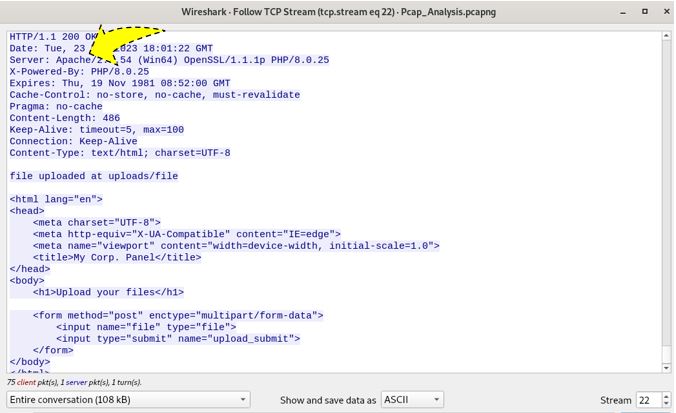 Wireshark - Follow TCP Stream (tcp.stream eq 22) - Pcap_Analysis.pcapng
HTTP/1.1 200 OK
Date: Tue, 23 2023 18:01:22 GMT
Server: Apache/2.4.54 (Win64) OpenSSL/1.1.1p PHP/8.0.25
X-Powered-By: PHP/8.0.25
Expires: Thu, 19 Nov 1981 08:52:00 GMT
Cache-Control: no-store, no-cache, must-revalidate
Pragma: no-cache
Content-Length: 486
Keep-Alive: timeout=5, max=100
Connection: Keep-Alive
Content-Type: text/html; charset=UTF-8
file uploaded at uploads/file
<html lang="en">
<head>
<meta charset="UTF-8">
<meta http-equiv="X-UA-Compatible" content="IE=edge">
<meta name="viewport" content="width=device-width, initial-scale=1.0">
<title>My Corp. Panel</title>
</head>
<body>
<h1>Upload your files</h1>
<form method="post" enctype="multipart/form-data">
<input name="file" type="file">
<input type="submit" name="upload_submit">
</form>
</body>
</html>
75 client pkt(s), 1 server pkt(s), 1 turn(s).
Entire conversation (108 kB) Show and save data as ASCII Stream 22